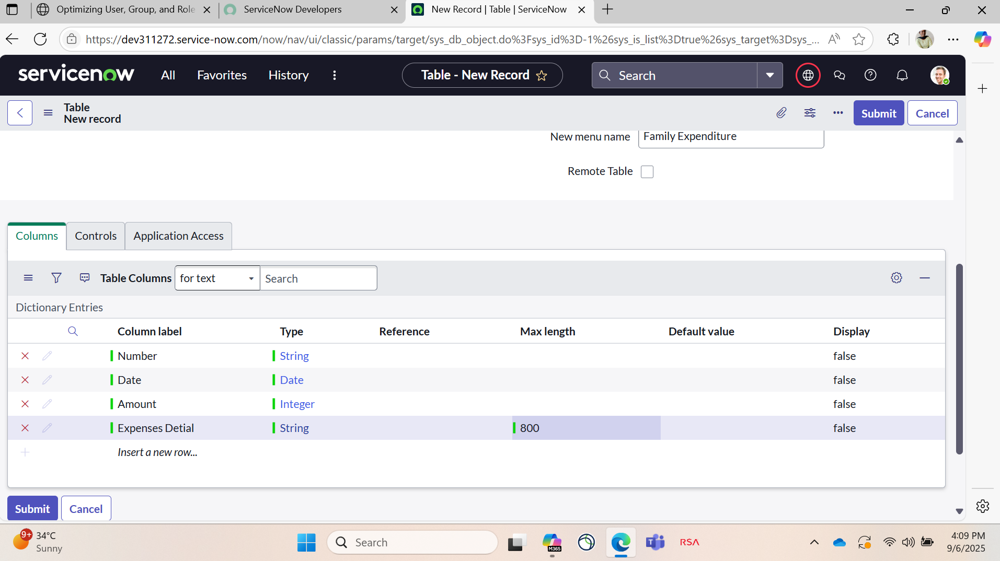 Optimizing User, Group, and Role
ServiceNow Developers
New Record | Table | ServiceNow
https://dev311272.service-now.com/now/nav/ui/classic/params/target/sys_db_object.do%3Fsys_id%3D-1%26sys_is_list%3Dtrue%26sys_target%3Dsys_...
servicenow
All
Favorites
History
Table - New Record
Search
Table
New record
Submit
Cancel
New menu name
Family Expenditure
Remote Table
Columns
Controls
Application Access
Table Columns
for text
Search
Dictionary Entries
Column label Type Reference Max length Default value Display
Number String false
Date Date false
Amount Integer false
Expenses Detial String 800 false
Insert a new row...
Submit
Cancel
9+
34°C
Sunny
Search
M365
RSA
4:09 PM
9/6/2025